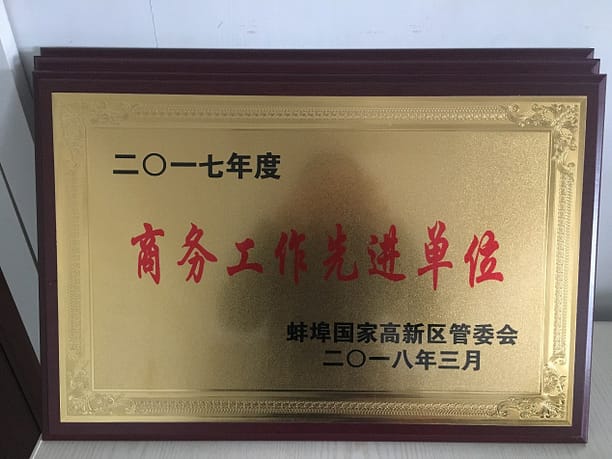 二〇一七年度
商务工作先进单位
蚌埠国家高新区管委会
二〇一八年三月